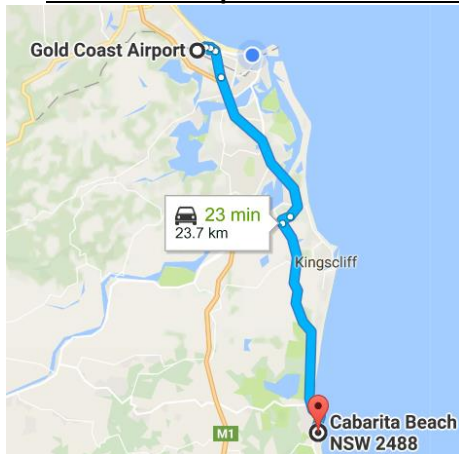 Gold Coast Airport
23 min
23.7 km
Kingscliff
Cabarita Beach
NSW 2488
M1